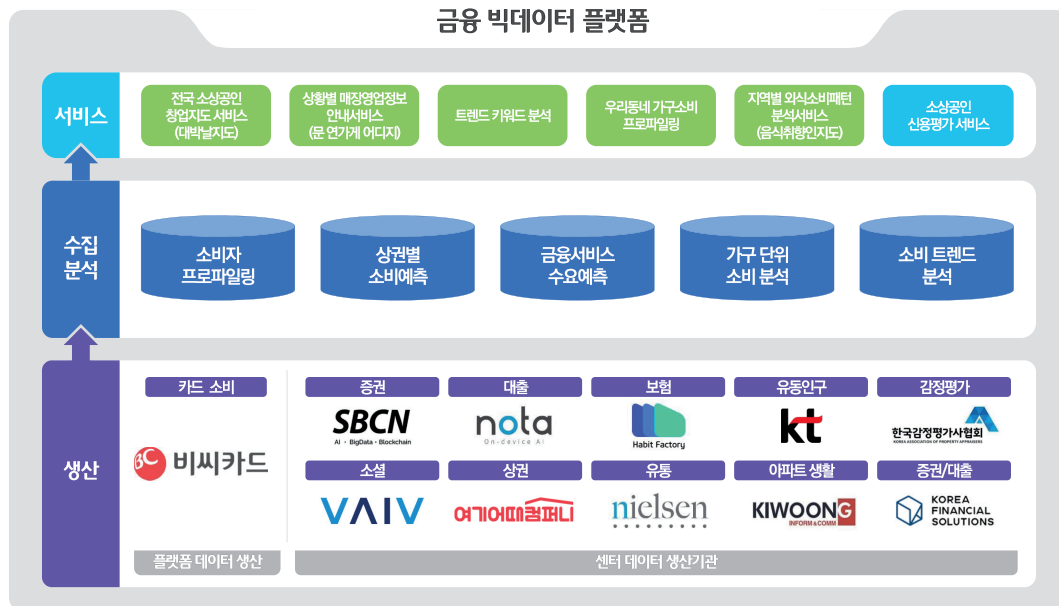 금융 빅데이터 플랫폼
서비스
전국 소상공인
창업지도 서비스
(대박날지도)
상황별 매장영업정보
안내서비스
(문 연가게 어디지)
트렌드 키워드 분석
우리동네 가구소비
프로파일링
지역별 외식소비패턴
분석서비스
(음식취향인지도)
소상공인
신용평가 서비스
수집
분석
소비자
프로파일링
상권별
소비예측
금융서비스
수요예측
가구 단위
소비 분석
소비 트렌드
분석
생산
카드 소비
BC 비씨카드
플랫폼 데이터 생산
증권
SBCN
AI · BigData · Blockchain
대출
nota
On-device AI
보험
Habit Factory
유동인구
kt
감정평가
한국감정평가사협회
KOREA ASSOCIATION OF PROPERTY APPRAISERS
소셜
VAIV
상권
여기어때컴퍼니
유통
nielsen
아파트 생활
KIWOONG
INFORM & COMM
증권/대출
KOREA
FINANCIAL
SOLUTIONS
센터 데이터 생산기관